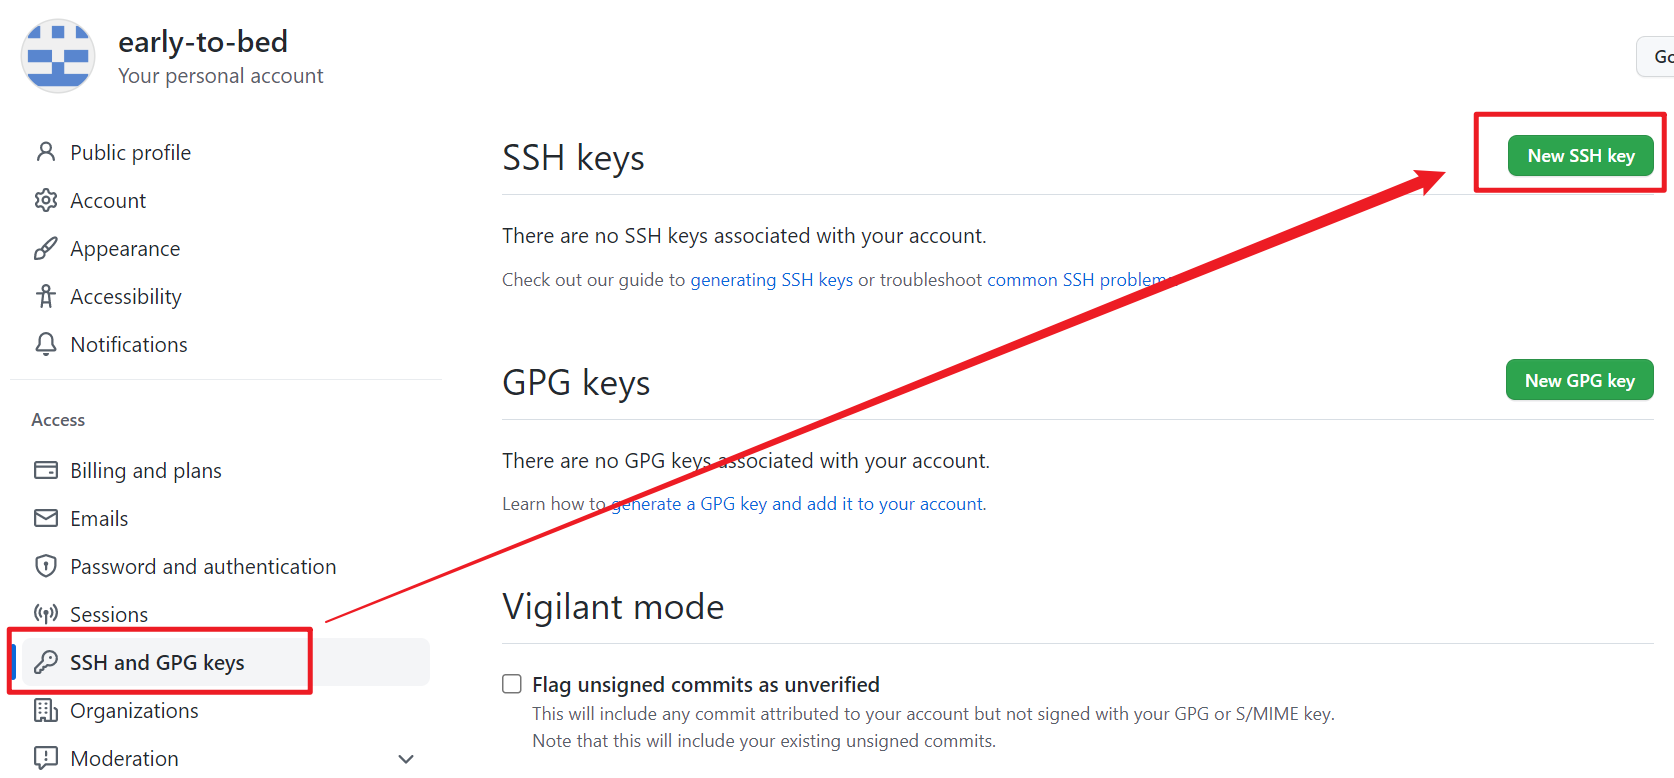 early-to-bed
Your personal account
Public profile
Account
Appearance
Accessibility
Notifications
Access
Billing and plans
Emails
Password and authentication
Sessions
SSH and GPG keys
Organizations
Moderation
SSH keys
New SSH key
There are no SSH keys associated with your account.
Check out our guide to generating SSH keys or troubleshoot common SSH problems.
GPG keys
New GPG key
There are no GPG keys associated with your account.
Learn how to generate a GPG key and add it to your account.
Vigilant mode
Flag unsigned commits as unverified
This will include any commit attributed to your account but not signed with your GPG or S/MIME key.
Note that this will include your existing unsigned commits.